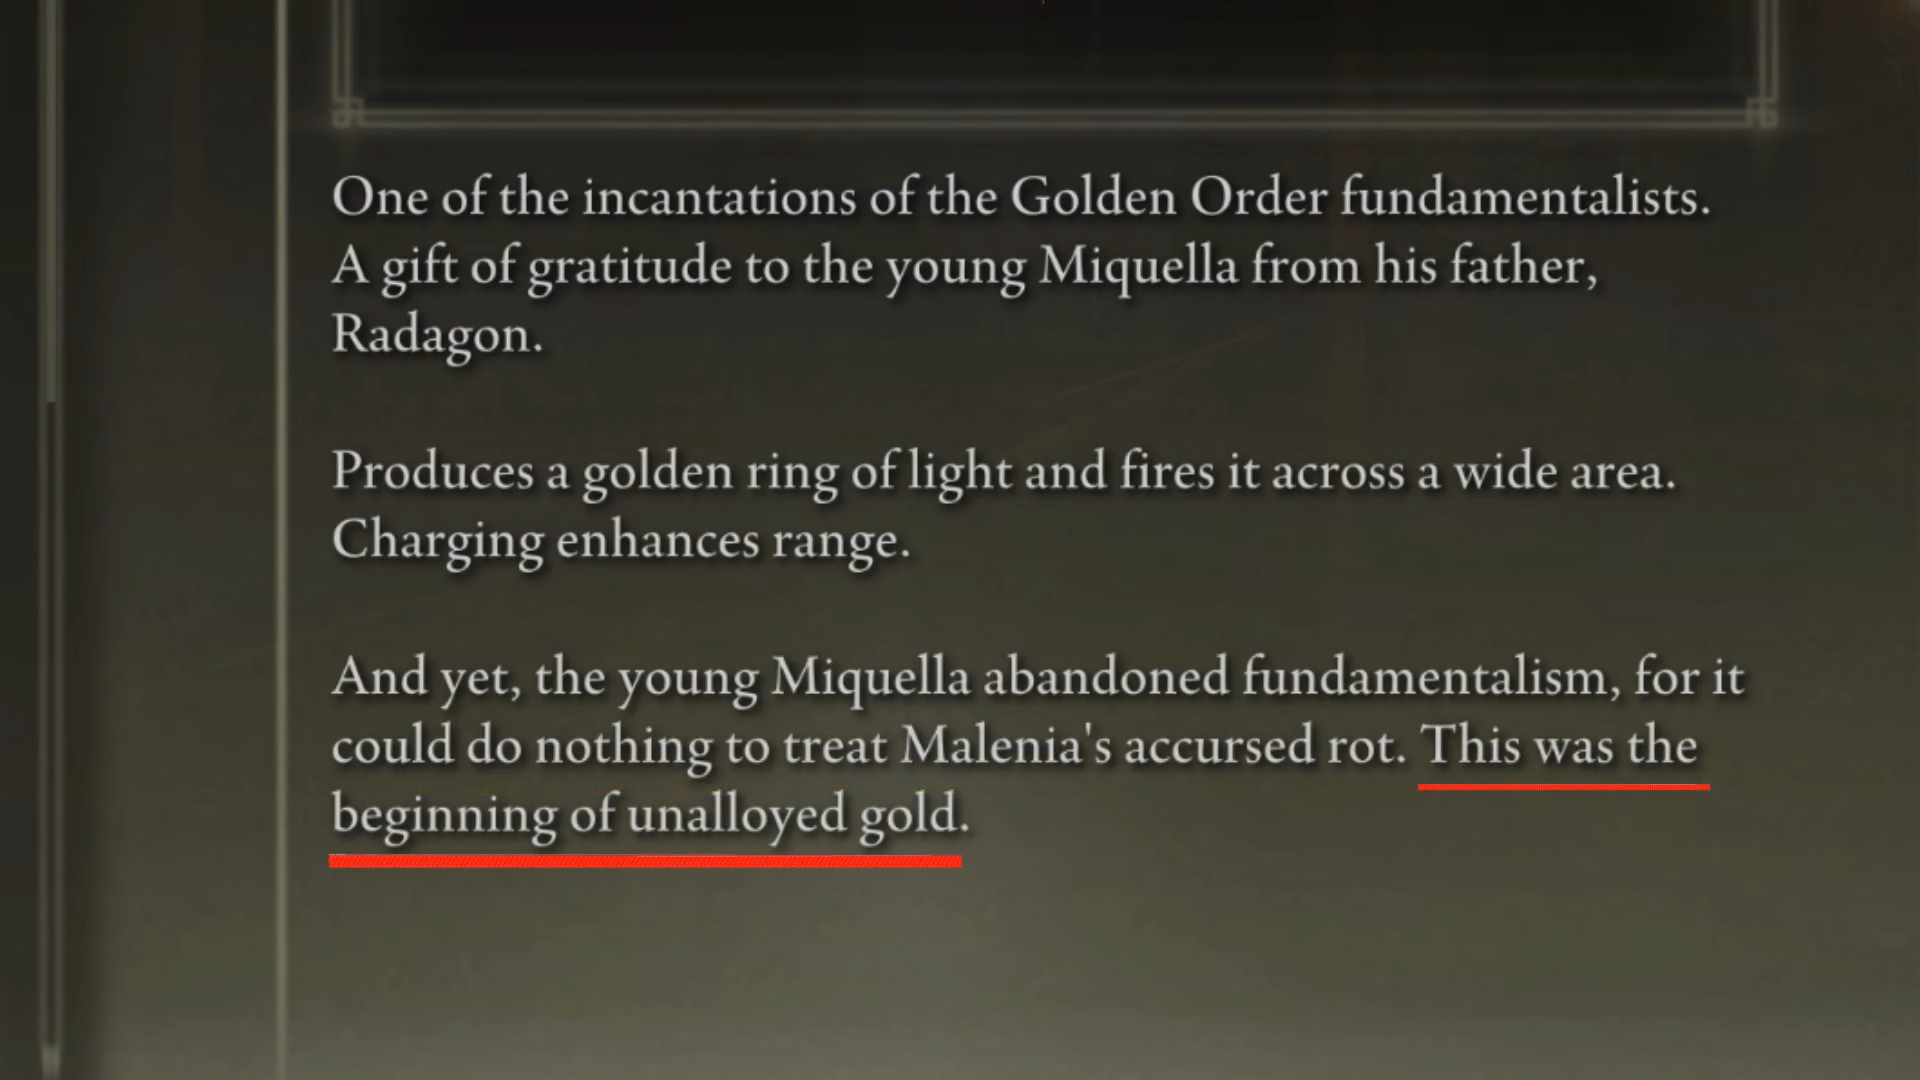 One of the incantations of the Golden Order fundamentalists.
A gift of gratitude to the young Miquella from his father,
Radagon.
Produces a golden ring of light and fires it across a wide area.
Charging enhances range.
And yet, the young Miquella abandoned fundamentalism, for it
could do nothing to treat Malenia's accursed rot. This was the
beginning of unalloyed gold.